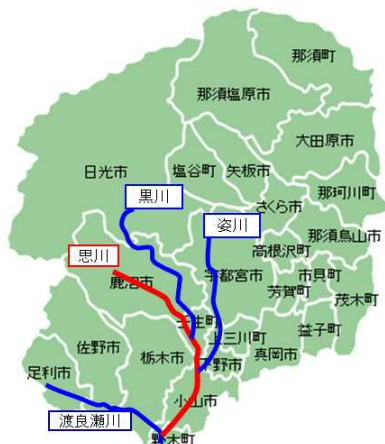 那須町
那須塩原市
大田原市
日光市
塩谷町
矢板市
那珂川町
黒川
さくら市
姿川
那須烏山市
高根沢町
思川
宇都宮市
市貝町
鹿沼市
芳賀町
茂木町
壬生町
上三川町
益子町
佐野市
栃木市
真岡市
下野市
足利市
小山市
渡良瀬川
野木町